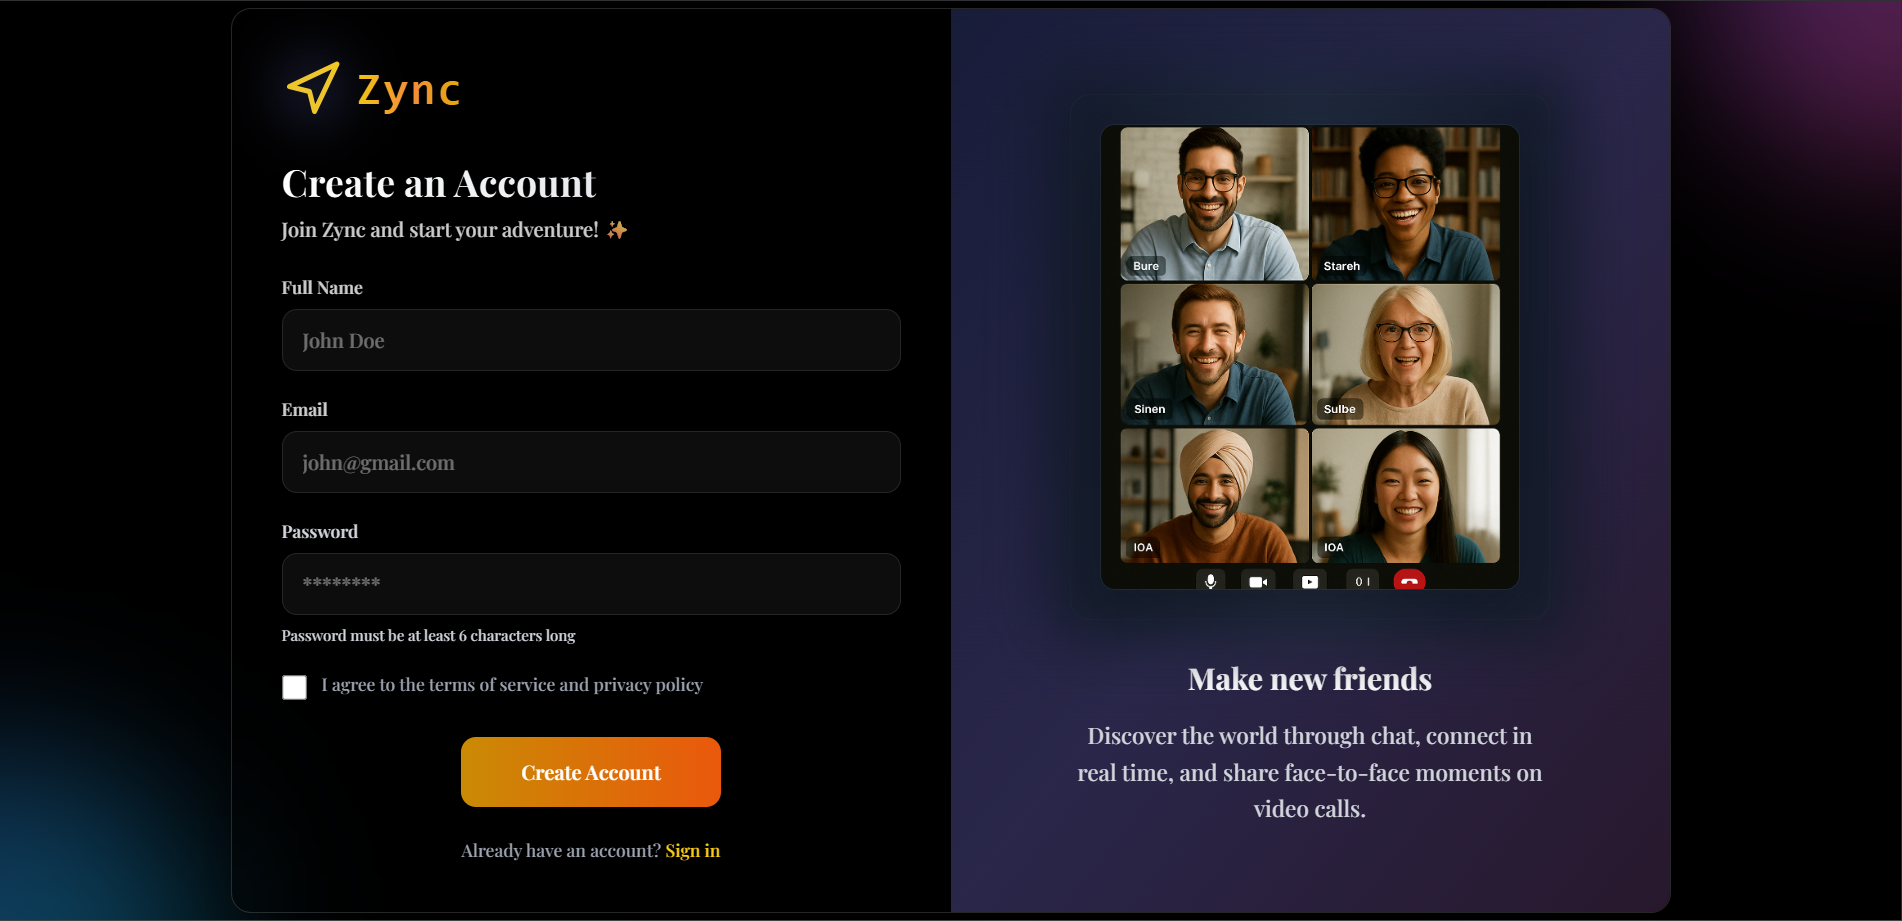 Zync
Create an Account
Join Zync and start your adventure! ✨
Full Name
John Doe
Email
john@gmail.com
Password
********
Password must be at least 6 characters long
I agree to the terms of service and privacy policy
Create Account
Already have an account? Sign in
Bure
Stareh
Sinen
Sulbe
IOA
IOA
Make new friends
Discover the world through chat, connect in
real time, and share face-to-face moments on
video calls.